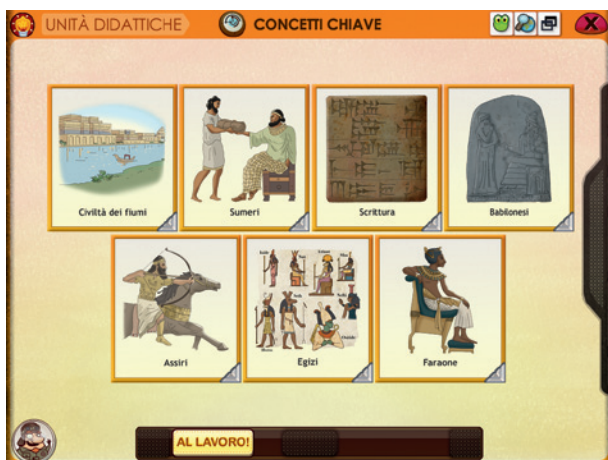 UNITÀ DIDATTICHE
CONCETTI CHIAVE
Civiltà dei fiumi
Sumeri
Scrittura
Babilonesi
Assiri
Egizi
Faraone
AL LAVORO!